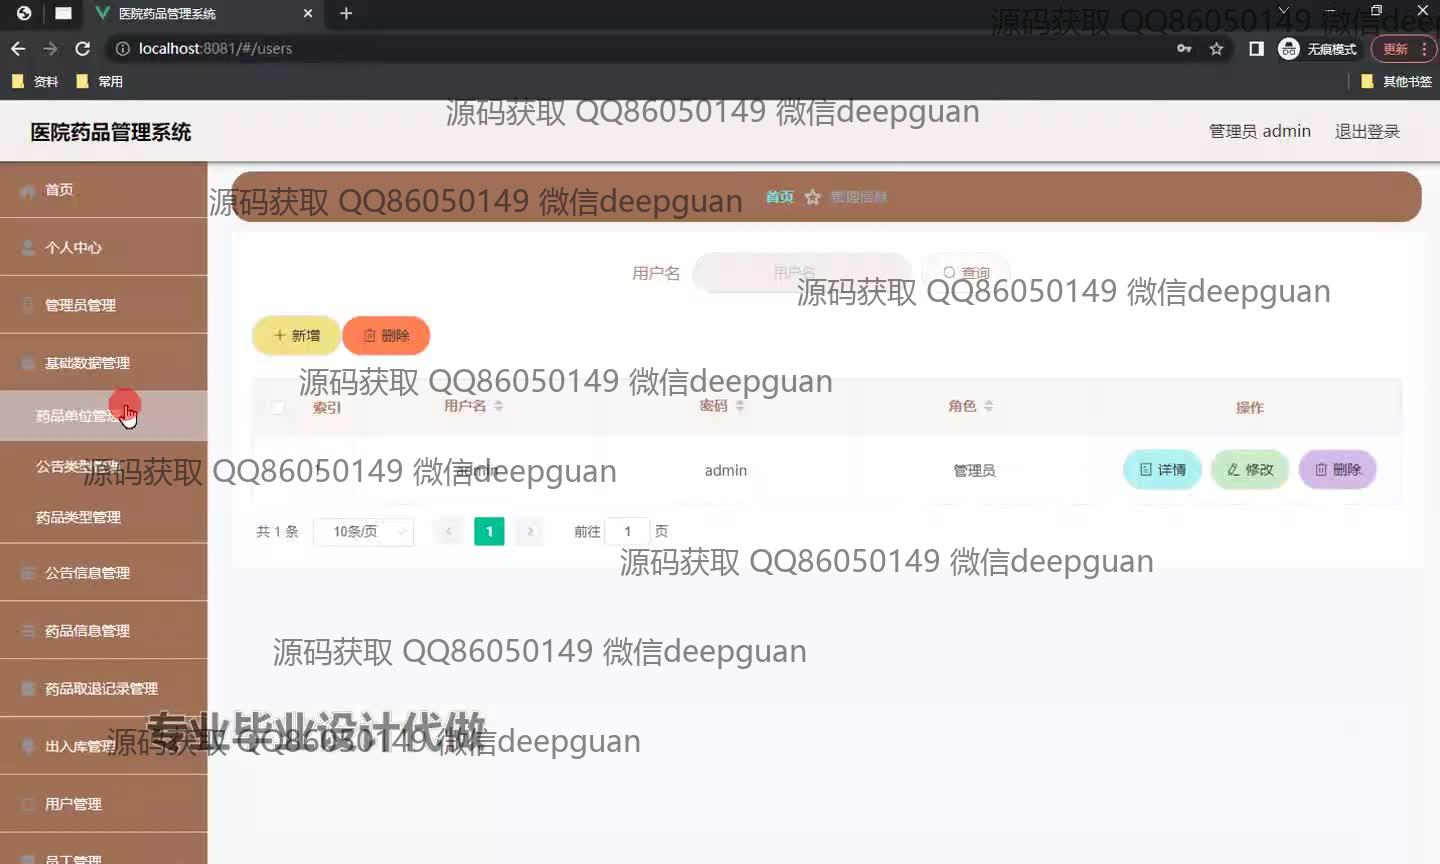 医院药品管理系统
源码获取 QQ86050149 微信deepguan
localhost:8081/#/users
无痕模式
更新
资料
常用
其他书签
源码获取 QQ86050149 微信deepguan
医院药品管理系统
管理员 admin
退出登录
首页
源码获取 QQ86050149 微信deepguan
首页
管理信息
个人中心
用户名
用户名
查询
源码获取 QQ86050149 微信deepguan
管理员管理
新增
删除
基础数据管理
源码获取 QQ86050149 微信deepguan
药品单位管理
索引
用户名
密码
角色
操作
公告类型管理
源码获取 QQ86050149 微信deepguan
admin
admin
管理员
详情
修改
删除
药品类型管理
共 1 条
10条/页
1
前往
1
页
公告信息管理
源码获取 QQ86050149 微信deepguan
药品信息管理
源码获取 QQ86050149 微信deepguan
药品取退记录管理
专业毕业设计代做
出入库管理
源码获取 QQ86050149 微信deepguan
用户管理
员工管理